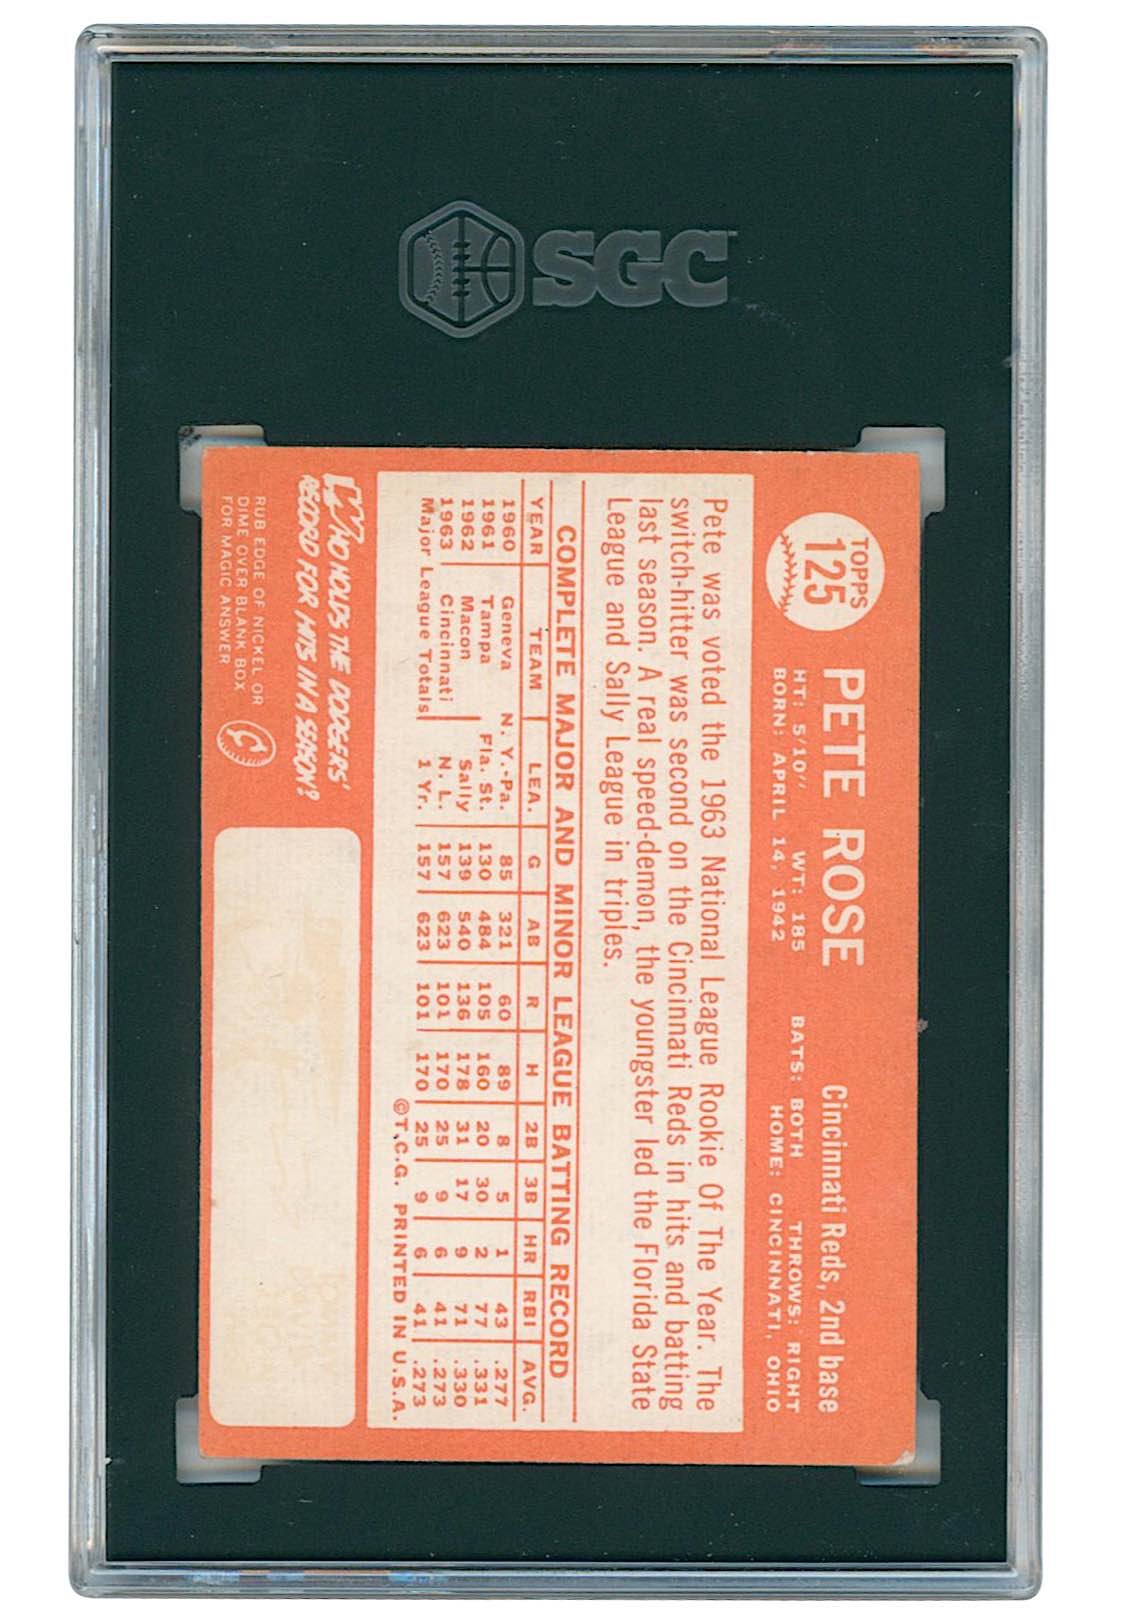 SGC
TOPPS
125
PETE ROSE
Cincinnati Reds, 2nd base
HT: 5/10" WT: 185 BATS: BOTH THROWS: RIGHT
BORN: APRIL 14, 1942 HOME: CINCINNATI, OHIO
Pete was voted the 1963 National League Rookie Of The Year. The
switch-hitter was second on the Cincinnati Reds in hits and batting
last season. A real speed-demon, the youngster led the Florida State
League and Sally League in triples.
COMPLETE MAJOR AND MINOR LEAGUE BATTING RECORD
YEAR TEAM LEA. G AB R H 2B 3B HR RBI AVG.
1960 Geneva N. Y.-Pa. 85 321 60 89 8 5 1 43 .277
1961 Tampa Fla. St. 130 484 105 160 20 30 2 77 .331
1962 Macon Sally 139 540 136 178 31 17 9 71 .330
1963 Cincinnati N. L. 157 623 101 170 25 9 6 41 .273
Major League Totals 1 Yr. 157 623 101 170 25 9 6 41 .273
©T.C.G. PRINTED IN U.S.A.
WHO HOLDS THE DODGERS'
RECORD FOR HITS IN A SEASON?
RUB EDGE OF NICKEL OR
DIME OVER BLANK BOX
FOR MAGIC ANSWER